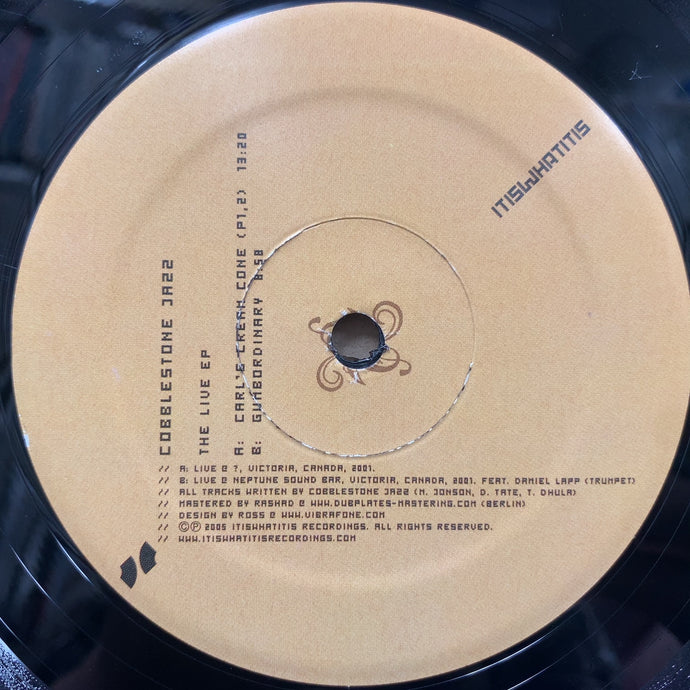 COBBLESTONE JAZZ
THE LIVE EP
A: CARL'S CREAM CONE (P1,2) 13:20
B: GUNBORDINARY 8:58
ITISWHATITIS
// A: LIVE @ ?, VICTORIA, CANADA, 2001.
// B: LIVE @ NEPTUNE SOUND BAR, VICTORIA, CANADA, 2001. FEAT. DANIEL LAPP (TRUMPET)
// ALL TRACKS WRITTEN BY COBBLESTONE JAZZ (M. JONSON, D. TATE, T. DHULA)
// MASTERED BY RASHAD @ WWW.DUBPLATES-MASTERING.COM (BERLIN)
// DESIGN BY ROSS @ WWW.VIBRAFONE.COM
// ©℗ 2005 ITISWHATITIS RECORDINGS. ALL RIGHTS RESERVED.
// WWW.ITISWHATITISRECORDINGS.COM